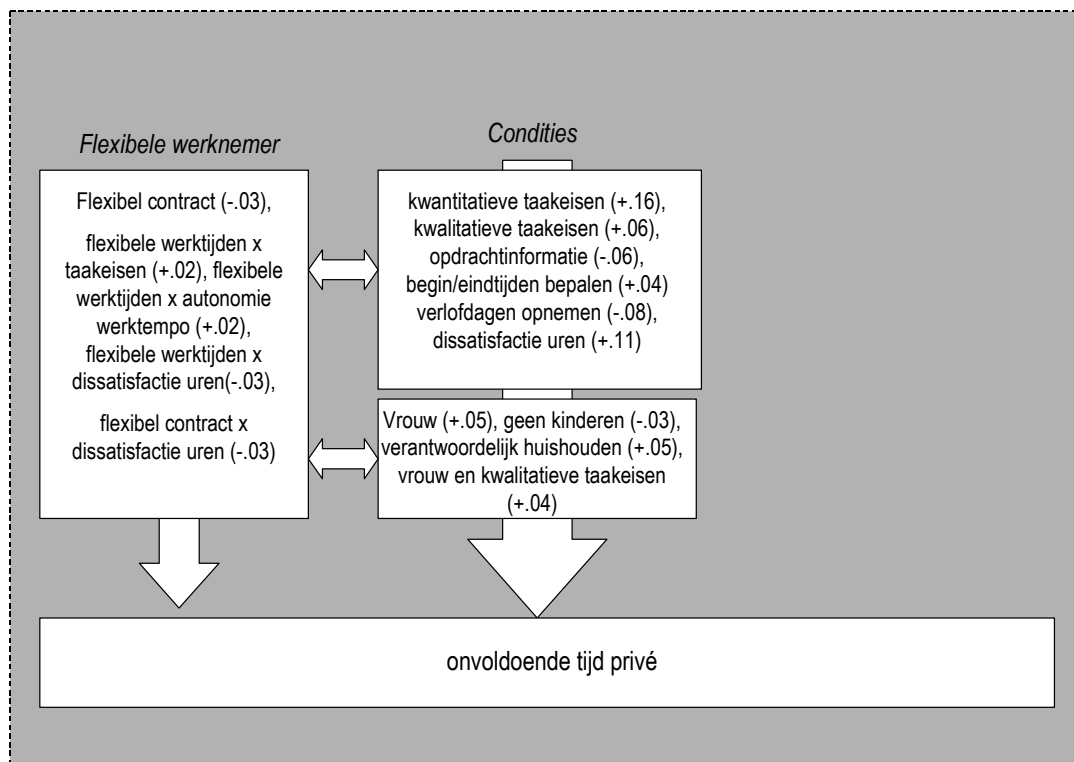 Flexibele werknemer
Flexibel contract (-.03),
flexibele werktijden x
taakeisen (+.02), flexibele
werktijden x autonomie
werktempo (+.02),
flexibele werktijden x
dissatisfactie uren(-.03),
flexibel contract x
dissatisfactie uren (-.03)
Condities
kwantitatieve taakeisen (+.16),
kwalitatieve taakeisen (+.06),
opdrachtinformatie (-.06),
begin/eindtijden bepalen (+.04)
verlofdagen opnemen (-.08),
dissatisfactie uren (+.11)
Vrouw (+.05), geen kinderen (-.03),
verantwoordelijk huishouden (+.05),
vrouw en kwalitatieve taakeisen
(+.04)
onvoldoende tijd privé